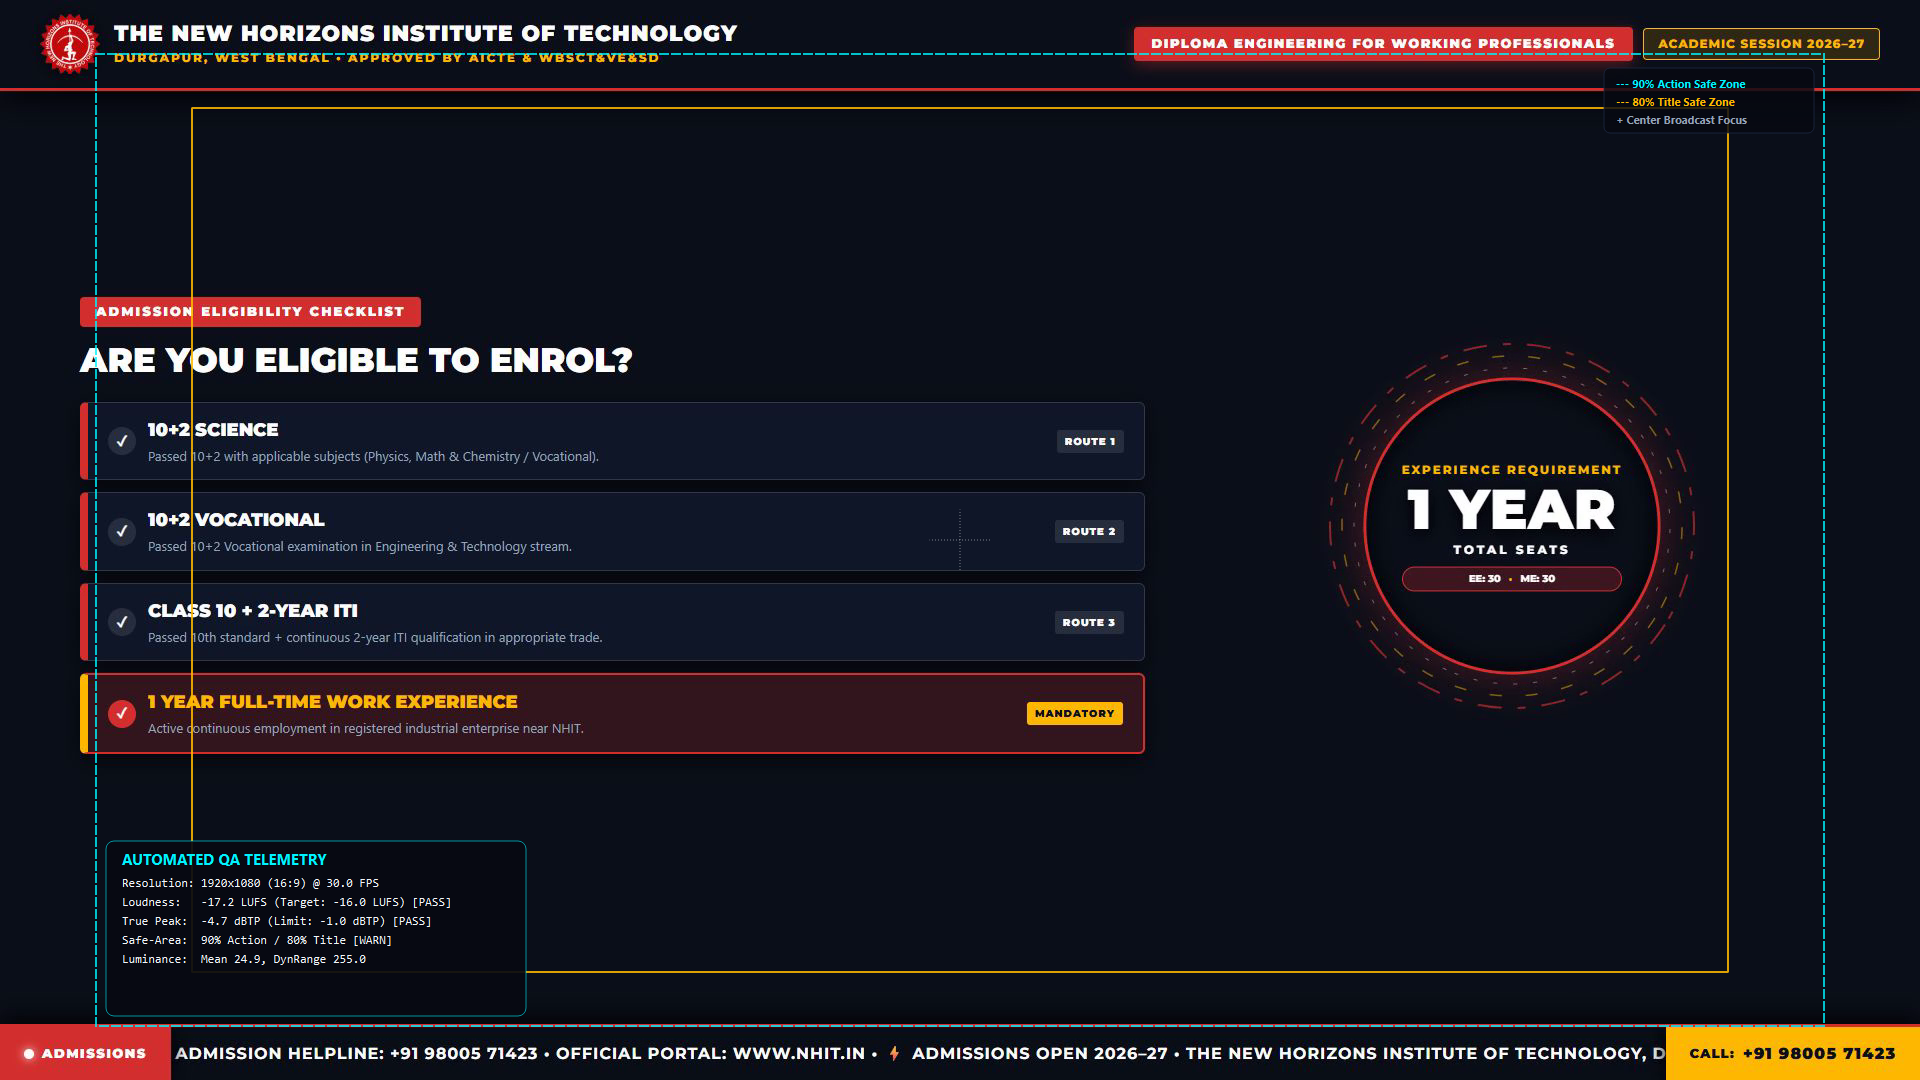 THE NEW HORIZONS INSTITUTE OF TECHNOLOGY
DURGAPUR, WEST BENGAL • APPROVED BY AICTE & WBSCT&VE&SD
DIPLOMA ENGINEERING FOR WORKING PROFESSIONALS
ACADEMIC SESSION 2026–27
--- 90% Action Safe Zone
--- 80% Title Safe Zone
+ Center Broadcast Focus
ADMISSION ELIGIBILITY CHECKLIST
ARE YOU ELIGIBLE TO ENROL?
10+2 SCIENCE
Passed 10+2 with applicable subjects (Physics, Math & Chemistry / Vocational).
ROUTE 1
10+2 VOCATIONAL
Passed 10+2 Vocational examination in Engineering & Technology stream.
ROUTE 2
CLASS 10 + 2-YEAR ITI
Passed 10th standard + continuous 2-year ITI qualification in appropriate trade.
ROUTE 3
1 YEAR FULL-TIME WORK EXPERIENCE
Active continuous employment in registered industrial enterprise near NHIT.
MANDATORY
EXPERIENCE REQUIREMENT
1 YEAR
TOTAL SEATS
EE: 30 • ME: 30
AUTOMATED QA TELEMETRY
Resolution: 1920x1080 (16:9) @ 30.0 FPS
Loudness: -17.2 LUFS (Target: -16.0 LUFS) [PASS]
True Peak: -4.7 dBTP (Limit: -1.0 dBTP) [PASS]
Safe-Area: 90% Action / 80% Title [WARN]
Luminance: Mean 24.9, DynRange 255.0
ADMISSIONS
ADMISSION HELPLINE: +91 98005 71423 • OFFICIAL PORTAL: WWW.NHIT.IN • ⚡ ADMISSIONS OPEN 2026–27 • THE NEW HORIZONS INSTITUTE OF TECHNOLOGY, D
CALL: +91 98005 71423